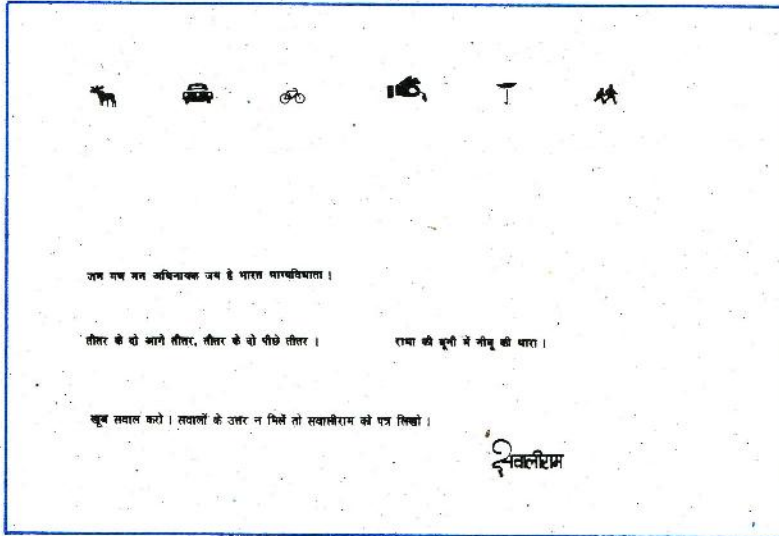 जन गण मन अधिनायक जय हे भारत भाग्यविधाता ।
तीतर के दो आगे तीतर, तीतर के दो पीछे तीतर । राधा की बूनी में नीबू की धारा ।
खूब सवाल करो । सवालों के उत्तर न मिलें तो सवालीराम को पत्र लिखो ।
सवालीराम